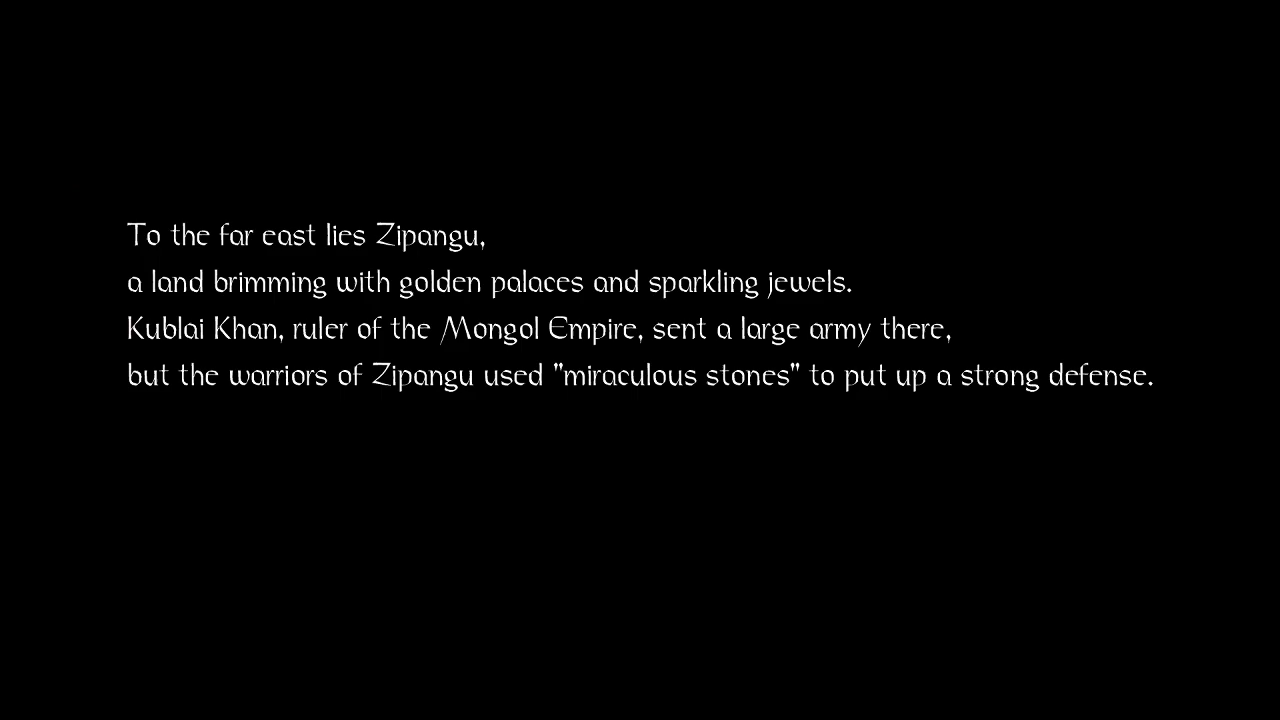 To the far east lies Zipangu,
a land brimming with golden palaces and sparkling jewels.
Kublai Khan, ruler of the Mongol Empire, sent a large army there,
but the warriors of Zipangu used "miraculous stones" to put up a strong defense.